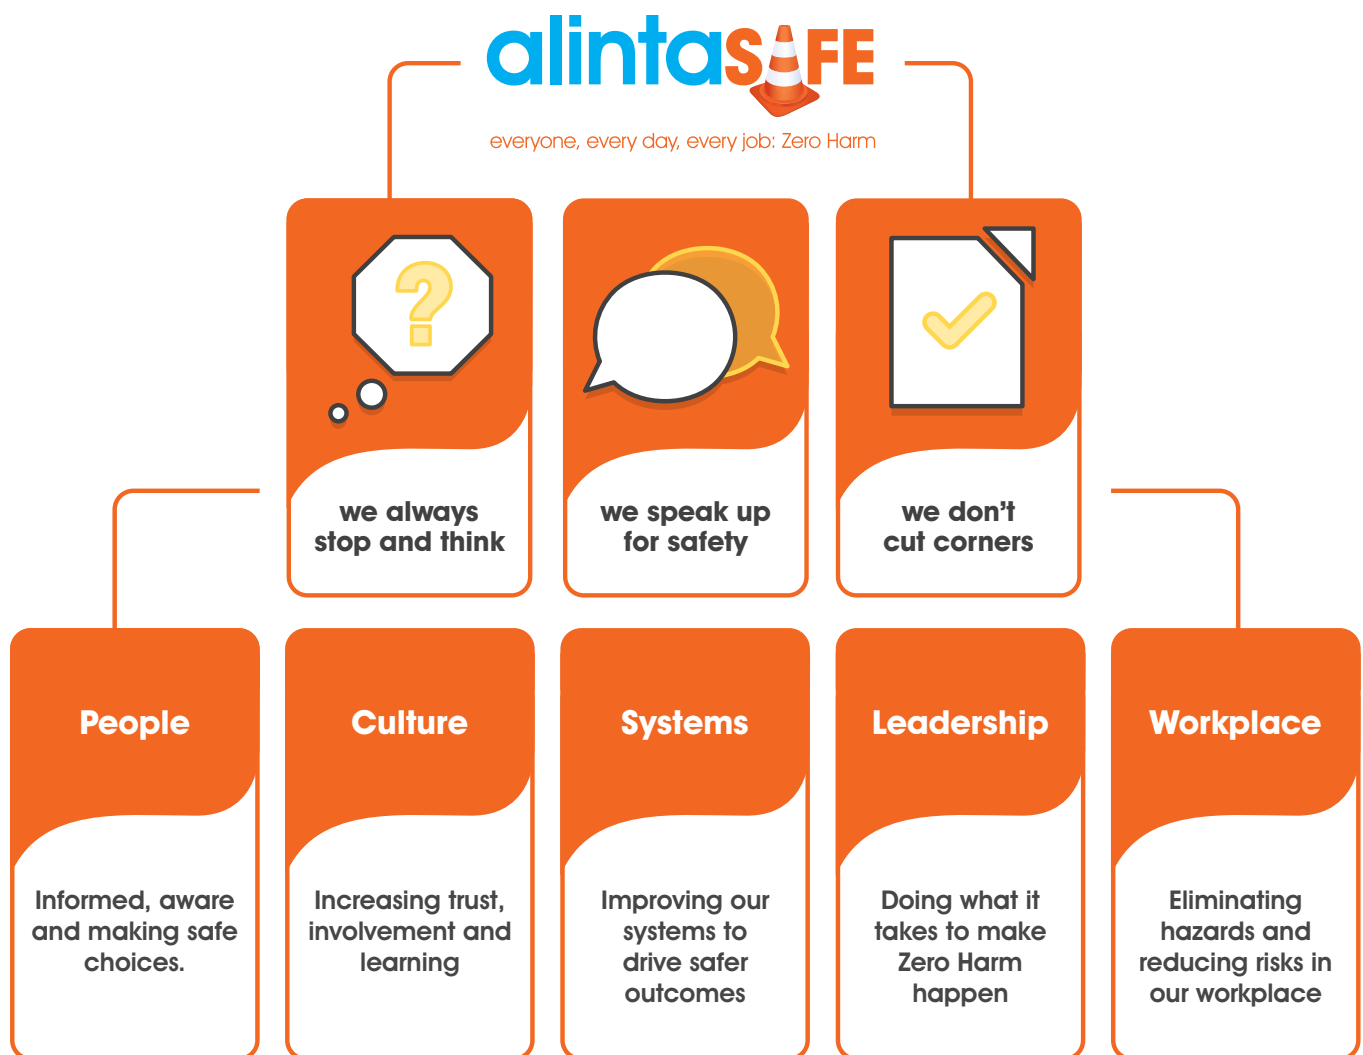 alintaSAFE
everyone, every day, every job: Zero Harm
?
we always
stop and think
we speak up
for safety
we don't
cut corners
People
Informed, aware
and making safe
choices.
Culture
Increasing trust,
involvement and
learning
Systems
Improving our
systems to
drive safer
outcomes
Leadership
Doing what it
takes to make
Zero Harm
happen
Workplace
Eliminating
hazards and
reducing risks in
our workplace